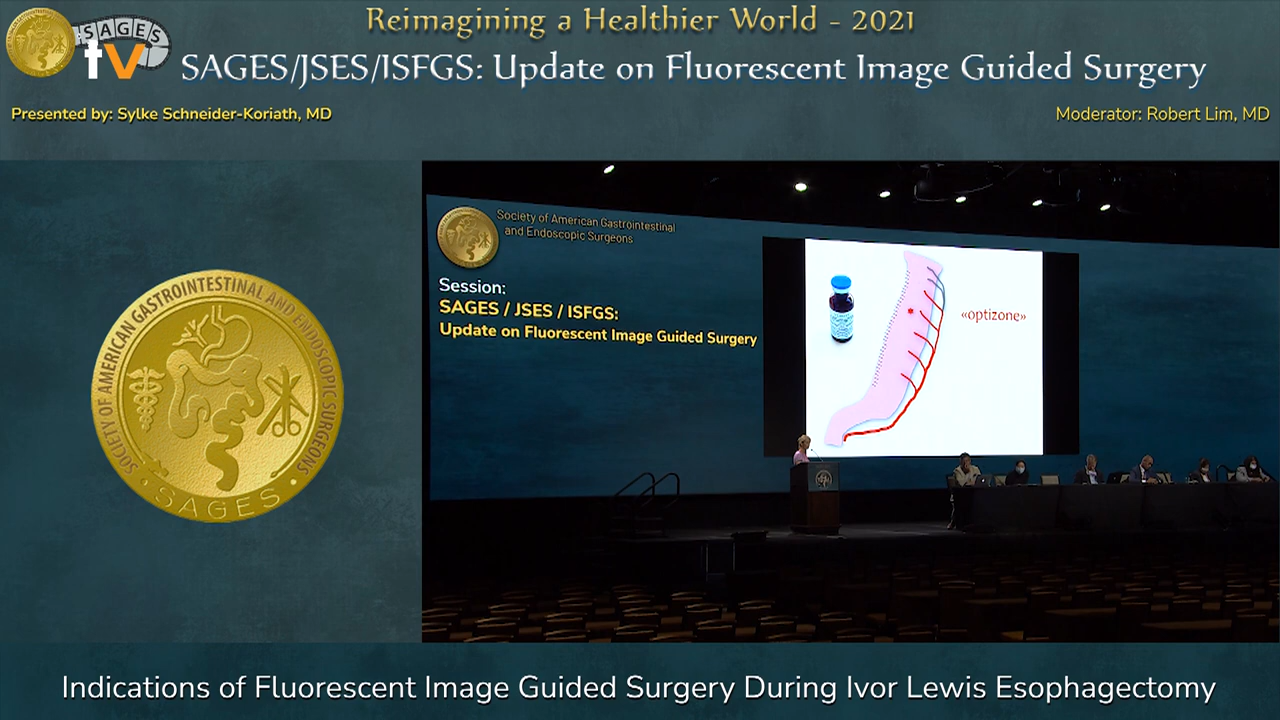 Reimagining a Healthier World - 2021
SAGES
tv
SAGES/JSES/ISFGS: Update on Fluorescent Image Guided Surgery
Presented by: Sylke Schneider-Koriath, MD
Moderator: Robert Lim, MD
Society of American Gastrointestinal
and Endoscopic Surgeons
Session:
SAGES / JSES / ISFGS:
Update on Fluorescent Image Guided Surgery
«optizone»
SOCIETY OF AMERICAN GASTROINTESTINAL AND ENDOSCOPIC SURGEONS
· SAGES ·
Indications of Fluorescent Image Guided Surgery During Ivor Lewis Esophagectomy